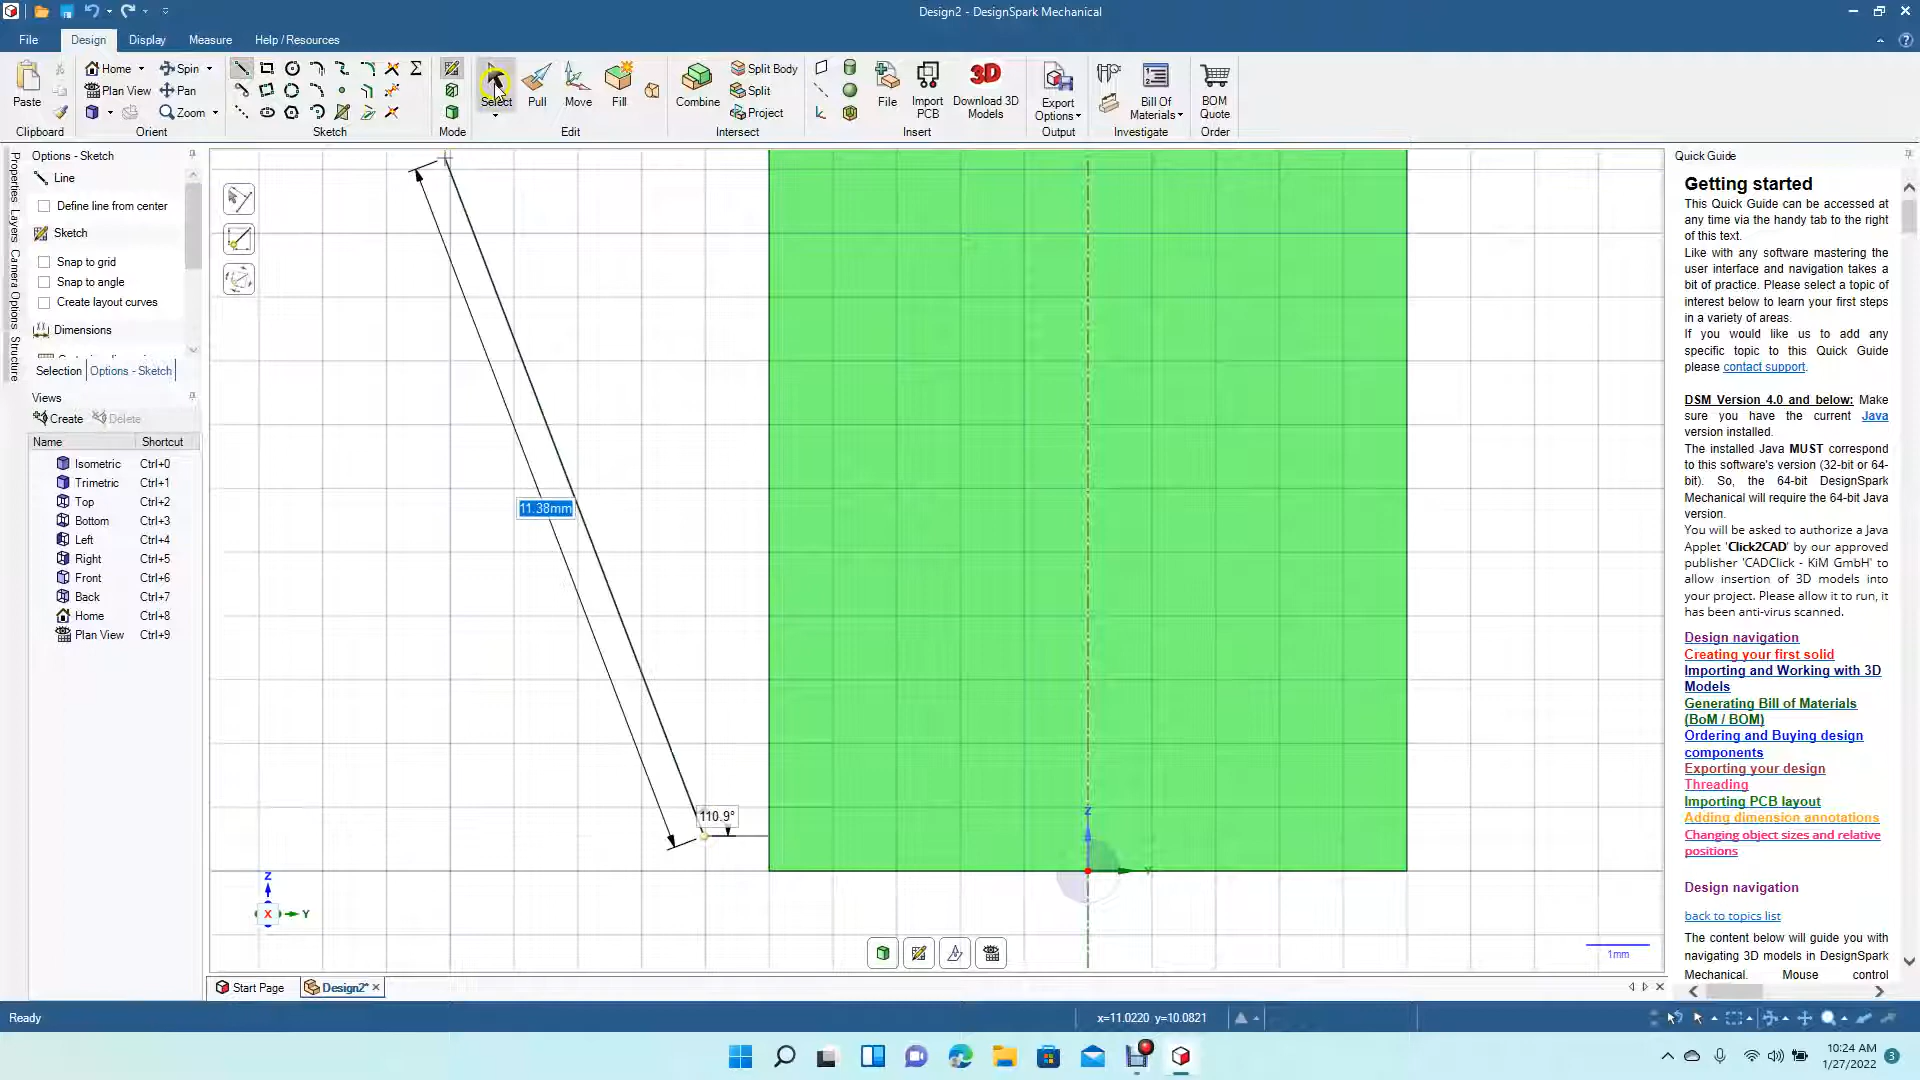 Design2 - DesignSpark Mechanical
File
Design
Display
Measure
Help / Resources
Paste
Home
Spin
Plan View
Pan
Zoom
Select
Pull
Move
Fill
Combine
Split Body
Split
Project
File
Import
PCB
Download 3D
Models
Export
Options
Bill Of
Materials
BOM
Quote
Clipboard
Orient
Sketch
Mode
Edit
Intersect
Insert
Output
Investigate
Order
Properties
Layers
Camera Options
Structure
Options - Sketch
Line
Define line from center
Sketch
Snap to grid
Snap to angle
Create layout curves
Dimensions
Selection
Options - Sketch
Views
Create
Delete
Name
Shortcut
Isometric
Ctrl+0
Trimetric
Ctrl+1
Top
Ctrl+2
Bottom
Ctrl+3
Left
Ctrl+4
Right
Ctrl+5
Front
Ctrl+6
Back
Ctrl+7
Home
Ctrl+8
Plan View
Ctrl+9
11.38mm
110.9°
Z
Y
Z
X
Y
1mm
Quick Guide
Getting started
This Quick Guide can be accessed at
any time via the handy tab to the right
of this text.
Like with any software mastering the
user interface and navigation takes a
bit of practice. Please select a topic of
interest below to learn your first steps
in a variety of areas.
If you would like us to add any
specific topic to this Quick Guide
please contact support.
DSM Version 4.0 and below: Make
sure you have the current Java
version installed.
The installed Java MUST correspond
to this software's version (32-bit or 64-
bit). So, the 64-bit DesignSpark
Mechanical will require the 64-bit Java
version.
You will be asked to authorize a Java
Applet 'Click2CAD' by our approved
publisher 'CADClick - KiM GmbH' to
allow insertion of 3D models into
your project. Please allow it to run, it
has been anti-virus scanned.
Design navigation
Creating your first solid
Importing and Working with 3D
Models
Generating Bill of Materials
(BoM / BOM)
Ordering and Buying design
components
Exporting your design
Threading
Importing PCB layout
Adding dimension annotations
Changing object sizes and relative
positions
Design navigation
back to topics list
The content below will guide you with
navigating 3D models in DesignSpark
Mechanical. Mouse control
Start Page
Design2*
Ready
x=11.0220 y=10.0821
10:24 AM
1/27/2022
3